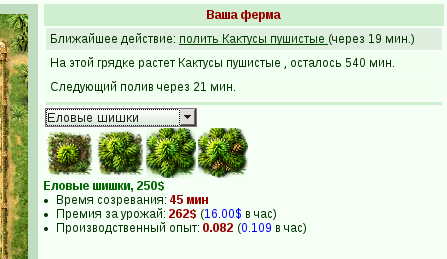 Ваша ферма
Ближайшее действие: полить Кактусы пушистые (через 19 мин.)
На этой грядке растет Кактусы пушистые , осталось 540 мин.
Следующий полив через 21 мин.
Еловые шишки
Еловые шишки, 250$
Время созревания: 45 мин
Премия за урожай: 262$ (16.00$ в час)
Производственный опыт: 0.082 (0.109 в час)